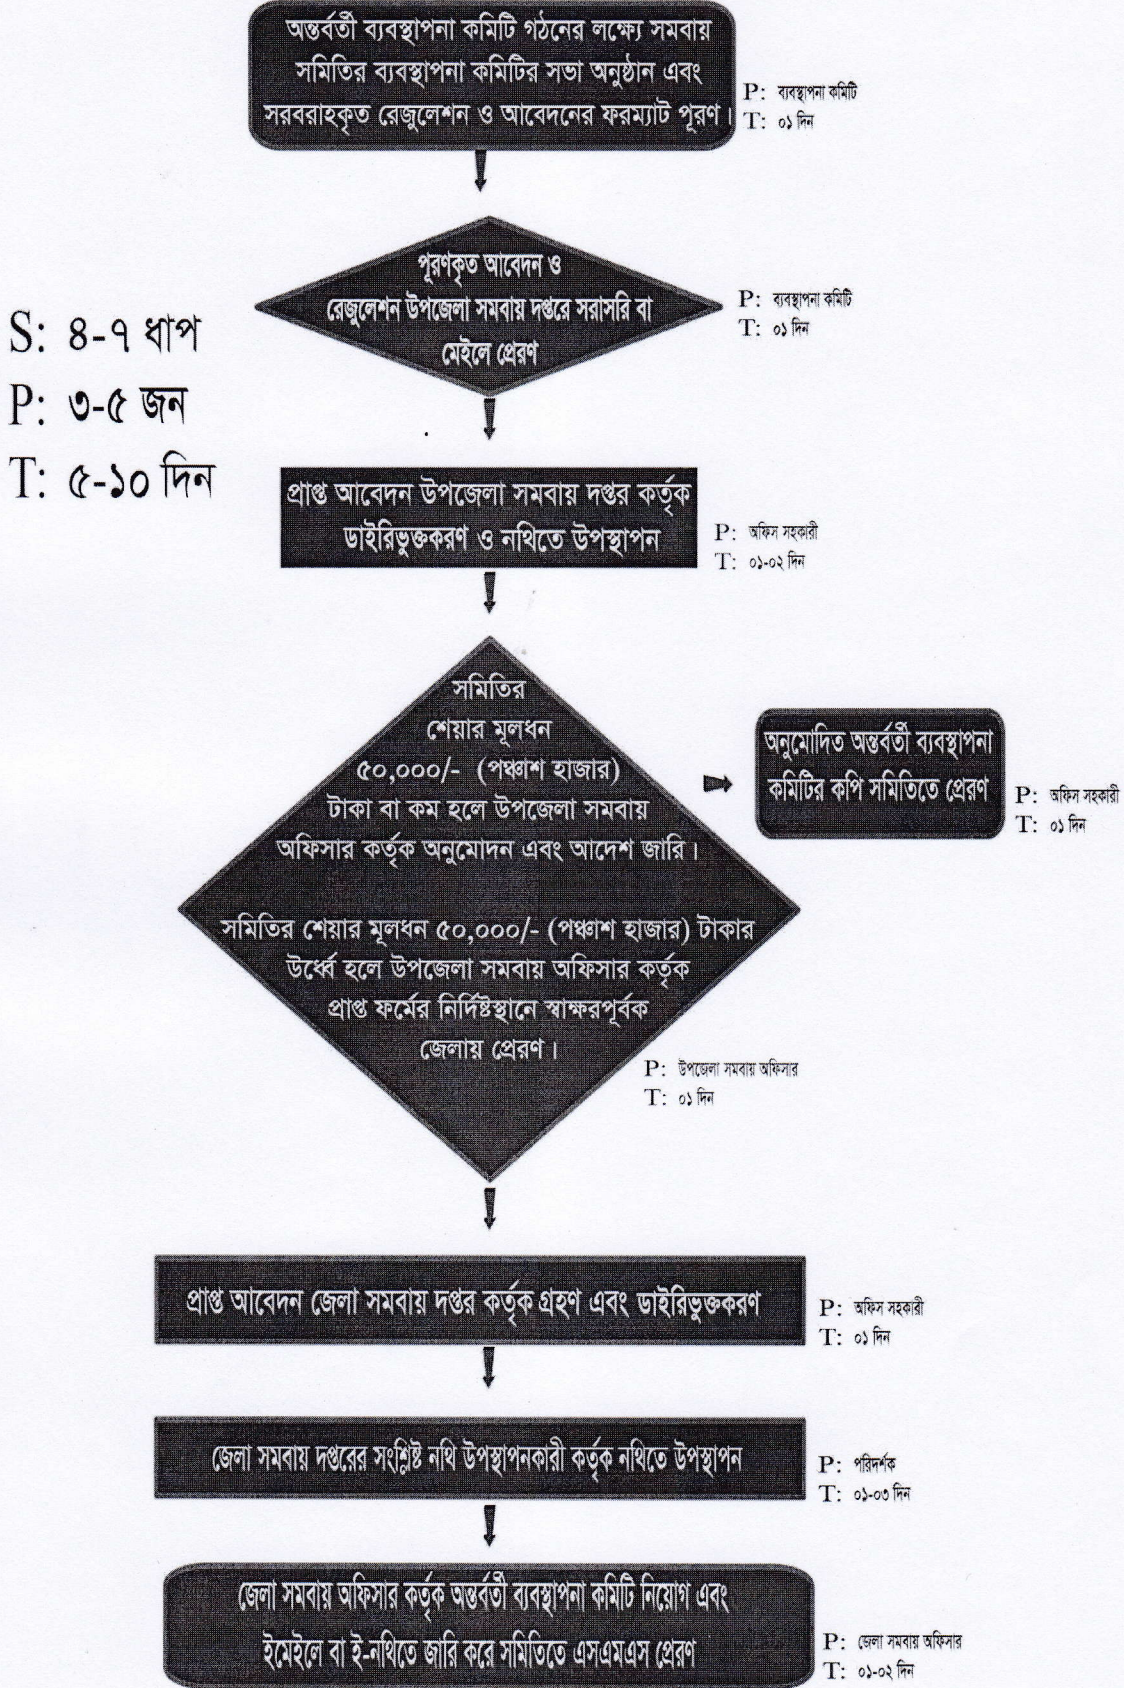 অন্তর্বর্তী ব্যবস্থাপনা কমিটি গঠনের লক্ষ্যে সমবায়
সমিতির ব্যবস্থাপনা কমিটির সভা অনুষ্ঠান এবং
সরবরাহকৃত রেজুলেশন ও আবেদনের ফরম্যাট পূরণ।
P: ব্যবস্থাপনা কমিটি
T: ০১ দিন
পূরণকৃত আবেদন ও
রেজুলেশন উপজেলা সমবায় দপ্তরে সরাসরি বা
মেইলে প্রেরণ
P: ব্যবস্থাপনা কমিটি
T: ০১ দিন
S: ৪-৭ ধাপ
P: ৩-৫ জন
T: ৫-১০ দিন
প্রাপ্ত আবেদন উপজেলা সমবায় দপ্তর কর্তৃক
ডাইরিভুক্তকরণ ও নথিতে উপস্থাপন
P: অফিস সহকারী
T: ০১-০২ দিন
সমিতির
শেয়ার মূলধন
৫০,০০০/- (পঞ্চাশ হাজার)
টাকা বা কম হলে উপজেলা সমবায়
অফিসার কর্তৃক অনুমোদন এবং আদেশ জারি।
সমিতির শেয়ার মূলধন ৫০,০০০/- (পঞ্চাশ হাজার) টাকার
উর্ধ্বে হলে উপজেলা সমবায় অফিসার কর্তৃক
প্রাপ্ত ফর্মের নির্দিষ্টস্থানে স্বাক্ষরপূর্বক
জেলায় প্রেরণ।
P: উপজেলা সমবায় অফিসার
T: ০১ দিন
অনুমোদিত অন্তর্বর্তী ব্যবস্থাপনা
কমিটির কপি সমিতিতে প্রেরণ
P: অফিস সহকারী
T: ০১ দিন
প্রাপ্ত আবেদন জেলা সমবায় দপ্তর কর্তৃক গ্রহণ এবং ডাইরিভুক্তকরণ
P: অফিস সহকারী
T: ০১ দিন
জেলা সমবায় দপ্তরের সংশ্লিষ্ট নথি উপস্থাপনকারী কর্তৃক নথিতে উপস্থাপন
P: পরিদর্শক
T: ০১-০৩ দিন
জেলা সমবায় অফিসার কর্তৃক অন্তর্বর্তী ব্যবস্থাপনা কমিটি নিয়োগ এবং
ইমেইলে বা ই-নথিতে জারি করে সমিতিতে এসএমএস প্রেরণ
P: জেলা সমবায় অফিসার
T: ০১-০২ দিন